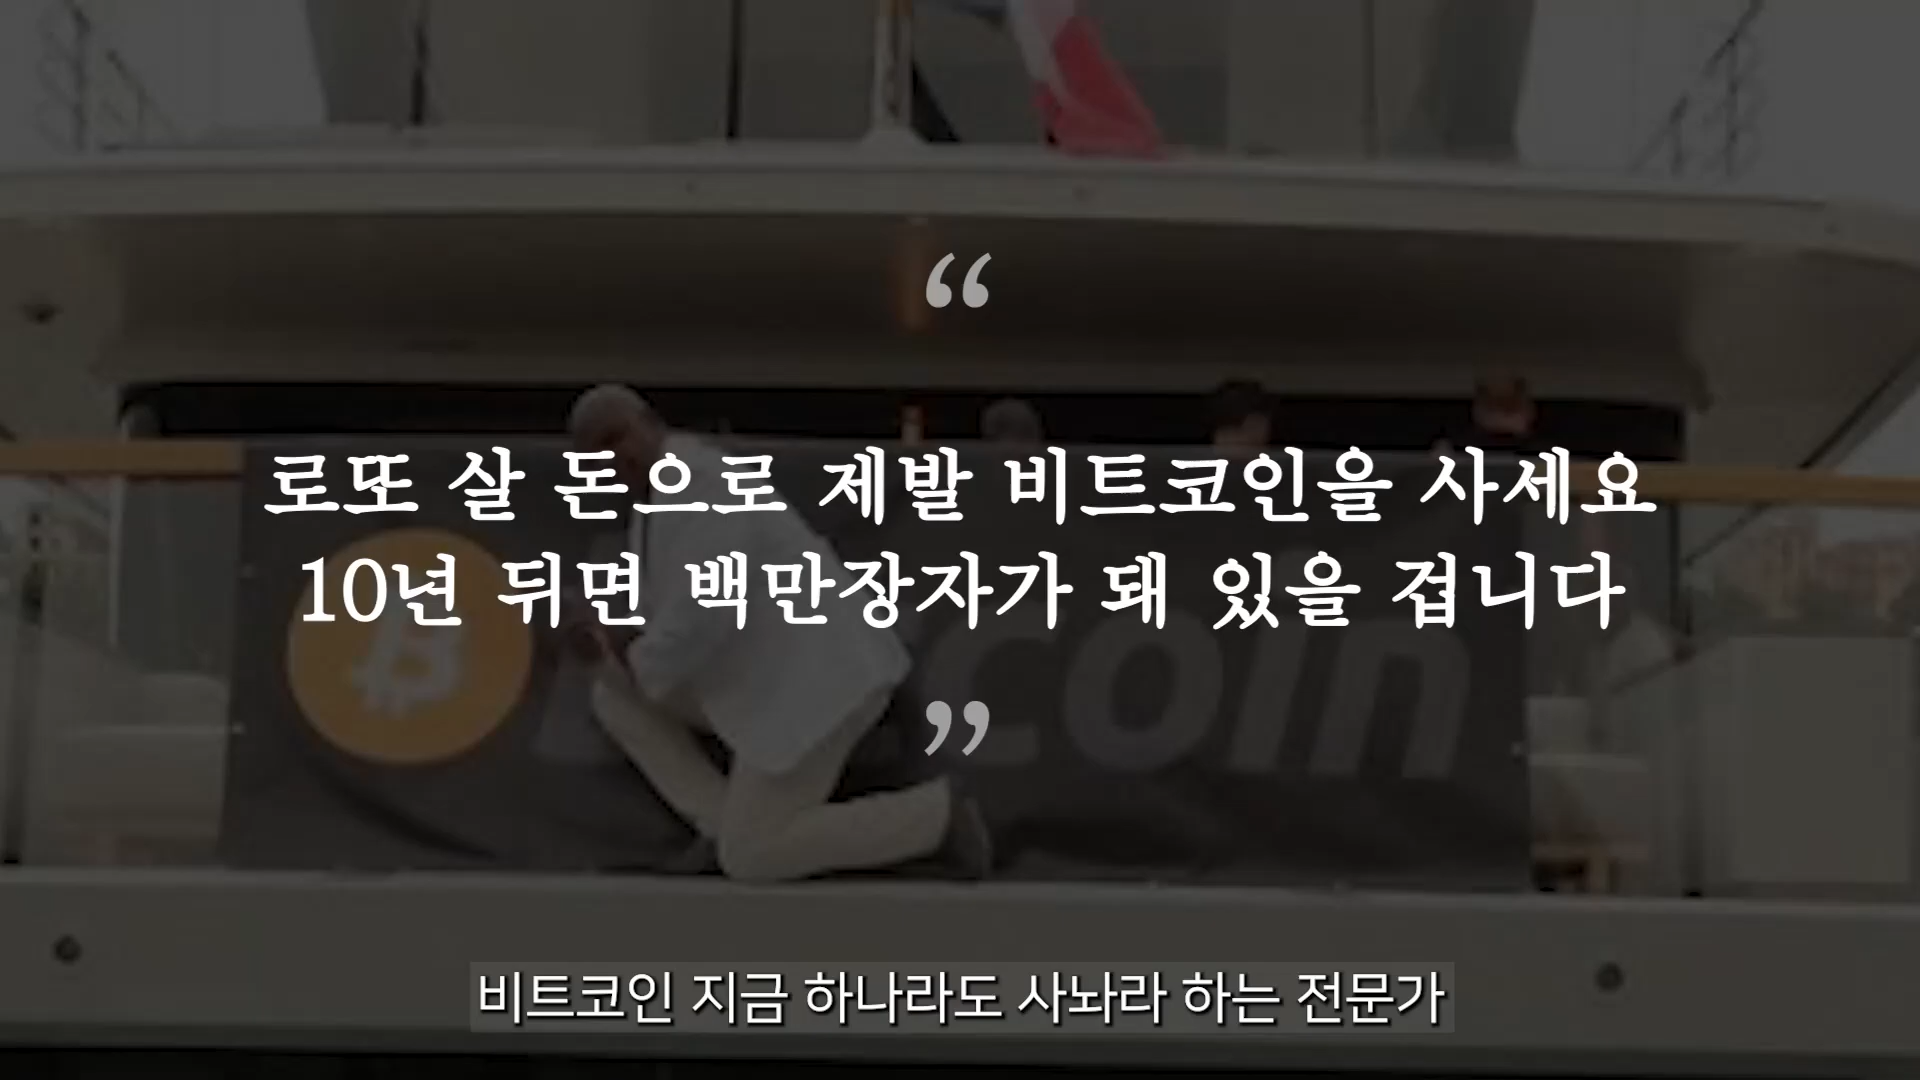 “
로또 살 돈으로 제발 비트코인을 사세요
10년 뒤면 백만장자가 돼 있을 겁니다
”
coin
비트코인 지금 하나라도 사놔라 하는 전문가